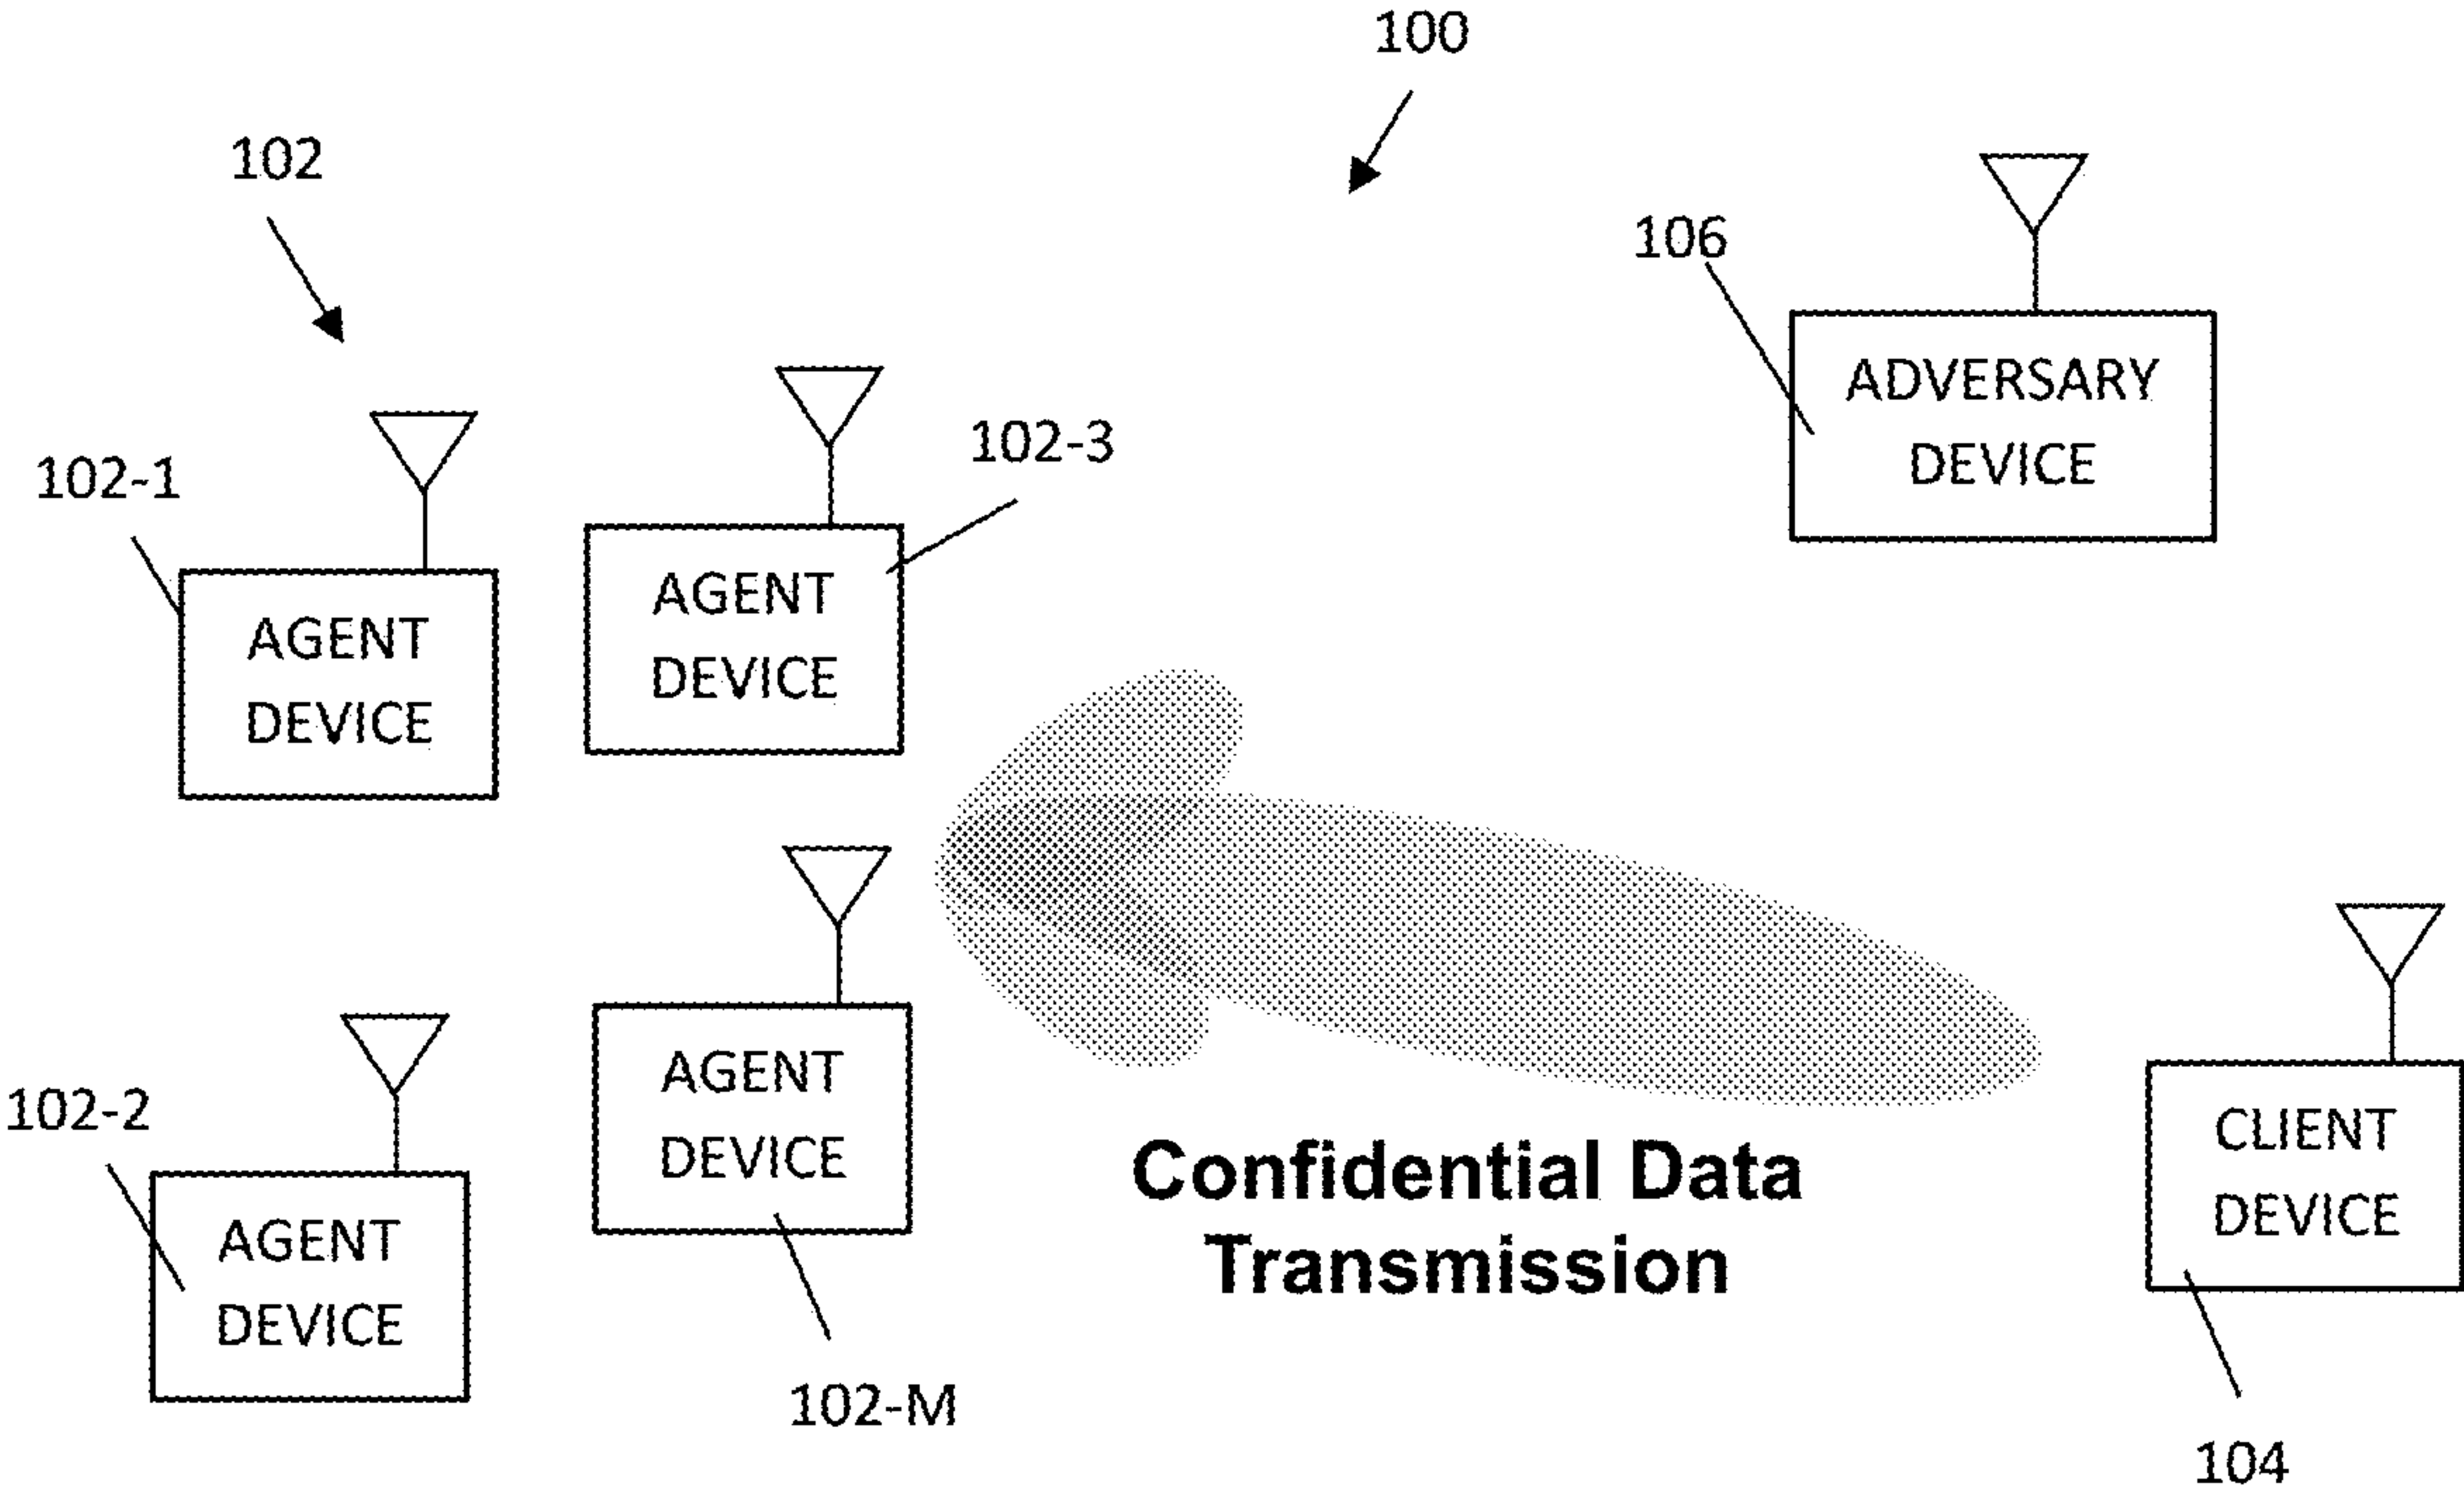 100
102
106
ADVERSARY
DEVICE
102-3
102-1
AGENT
DEVICE
AGENT
DEVICE
102-2
AGENT
DEVICE
AGENT
DEVICE
102-M
Confidential Data
Transmission
CLIENT
DEVICE
104